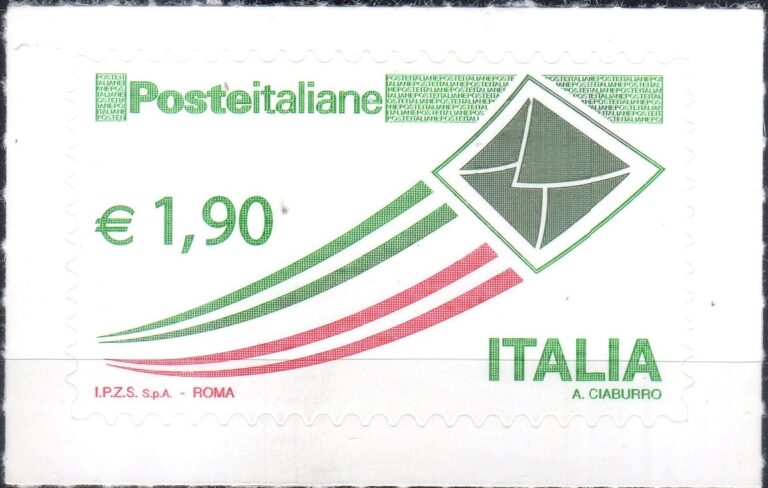 Posteitaliane
€ 1,90
ITALIA
I.P.Z.S. S.p.A. - ROMA
A. CIABURRO